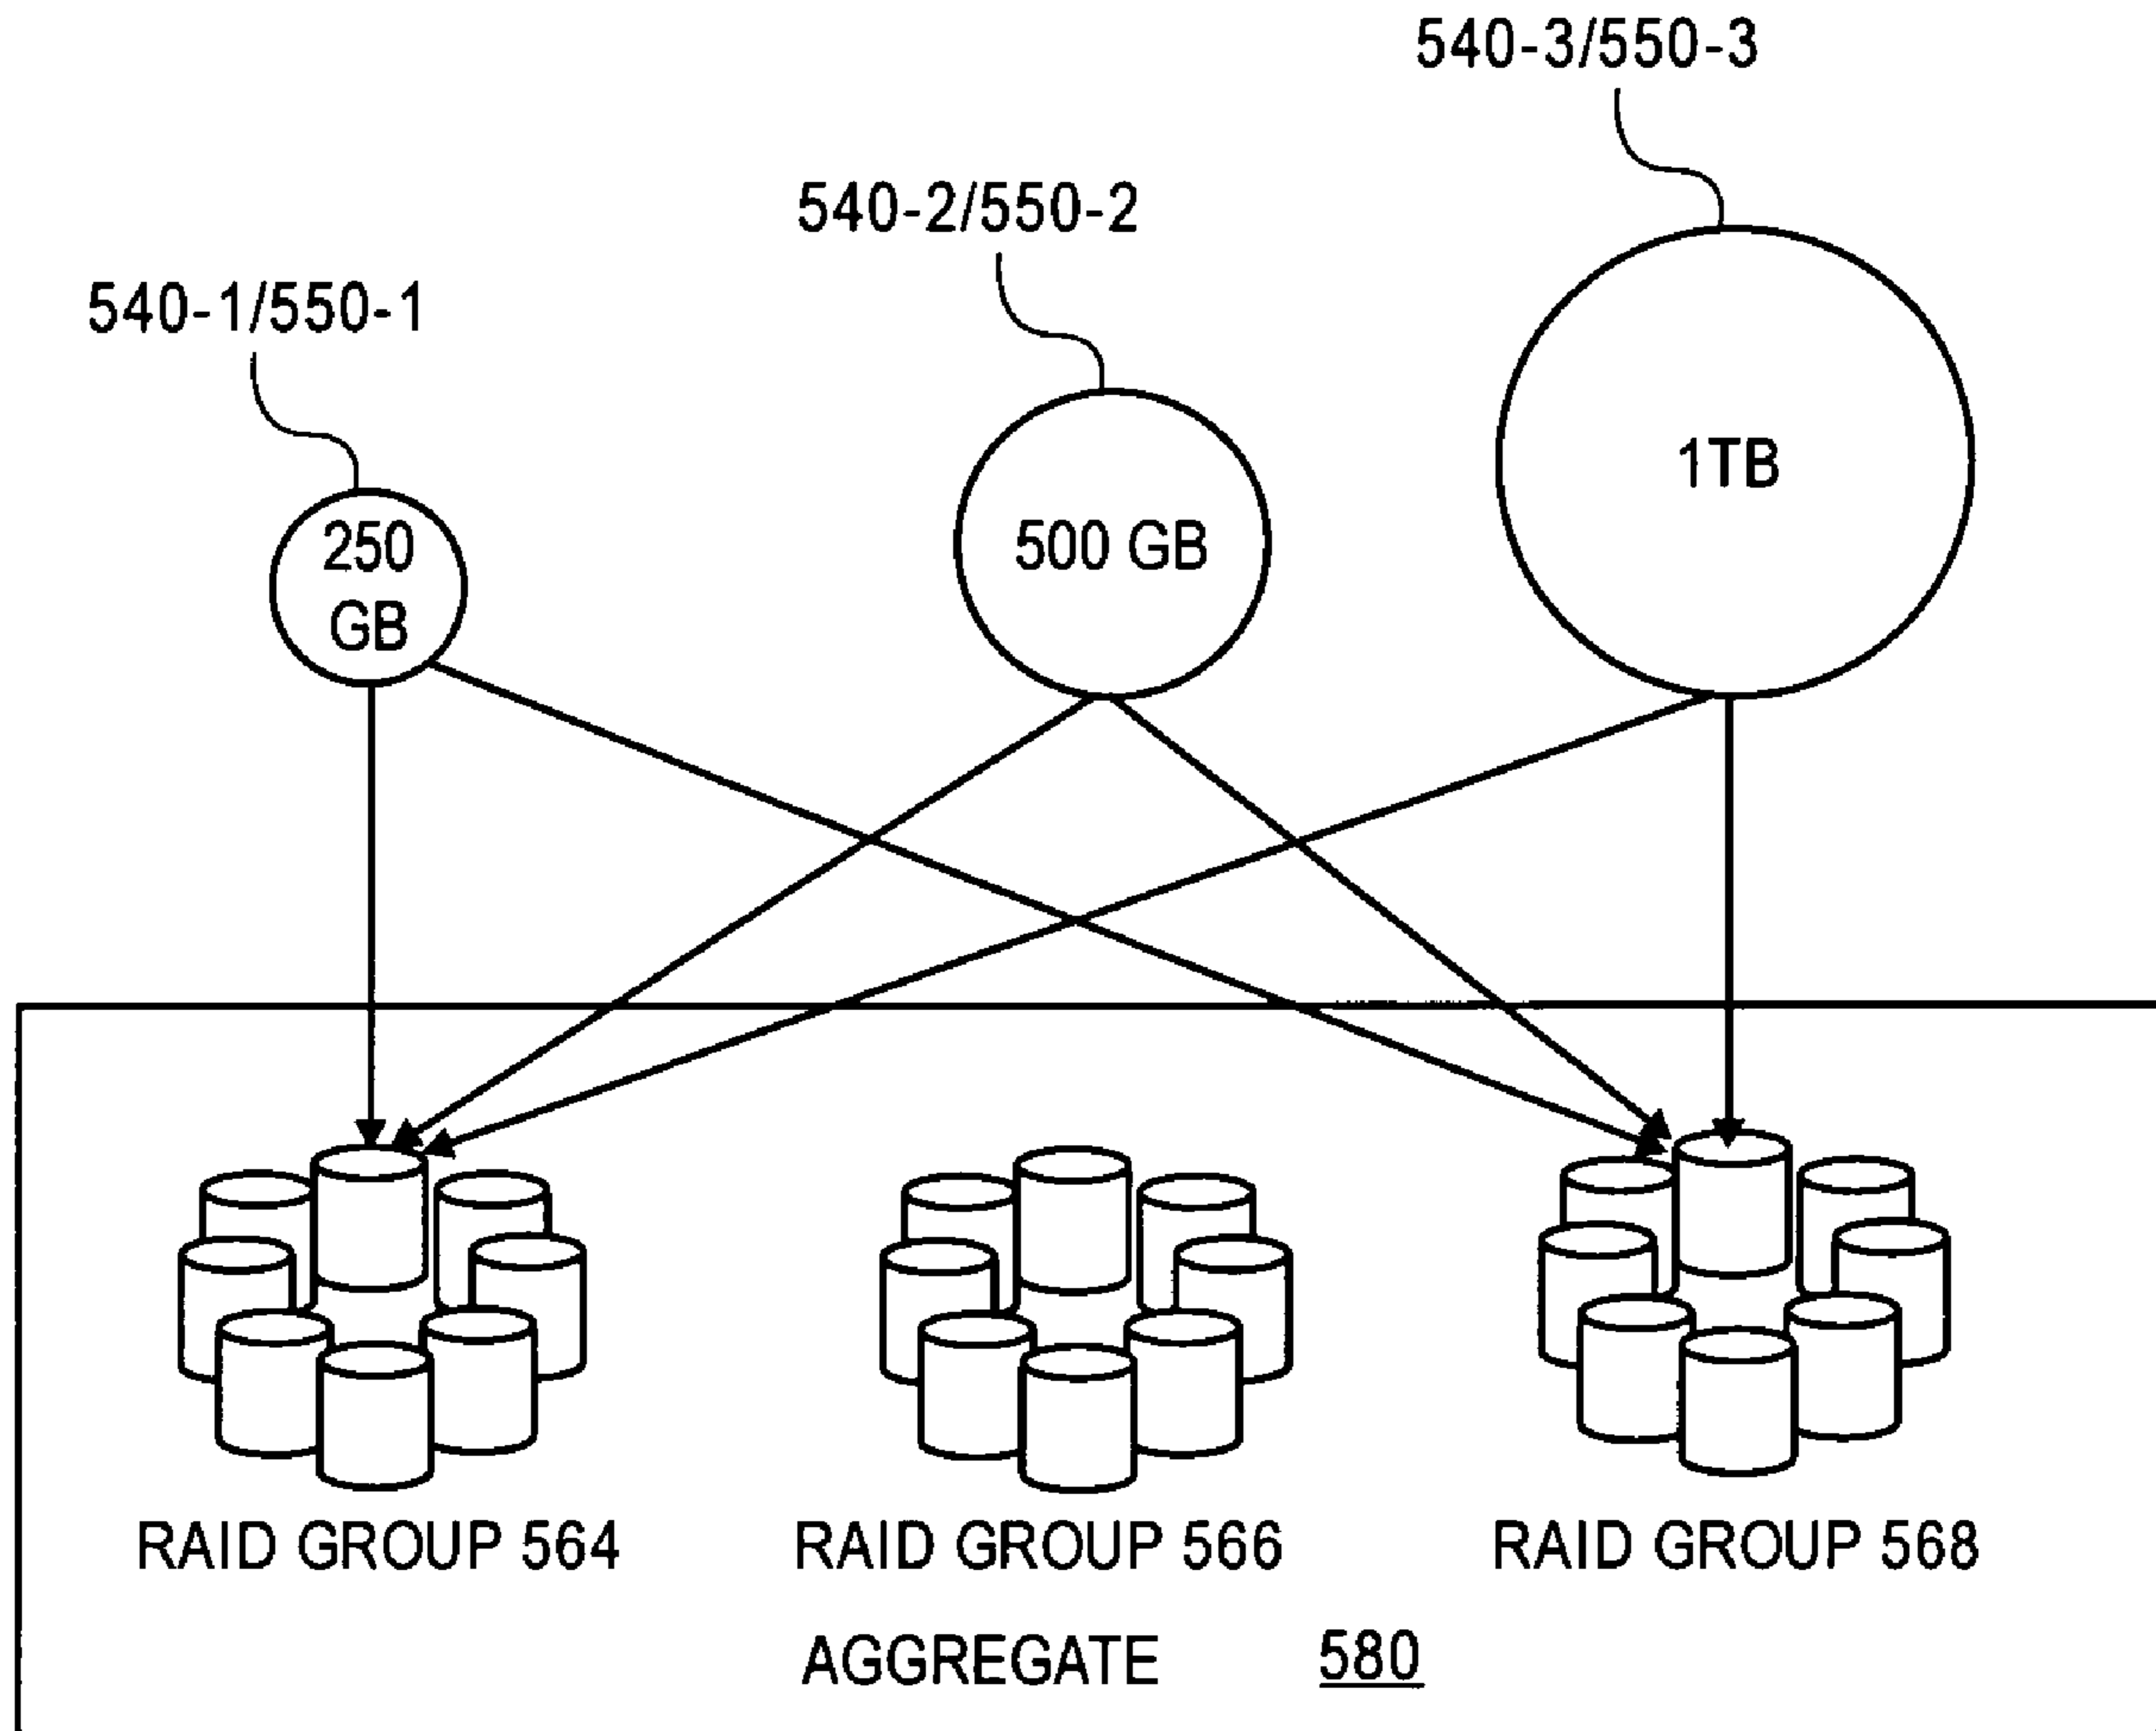 540-3/550-3
540-2/550-2
540-1/550-1
1TB
250
GB
500 GB
RAID GROUP 564
RAID GROUP 566
RAID GROUP 568
AGGREGATE 580